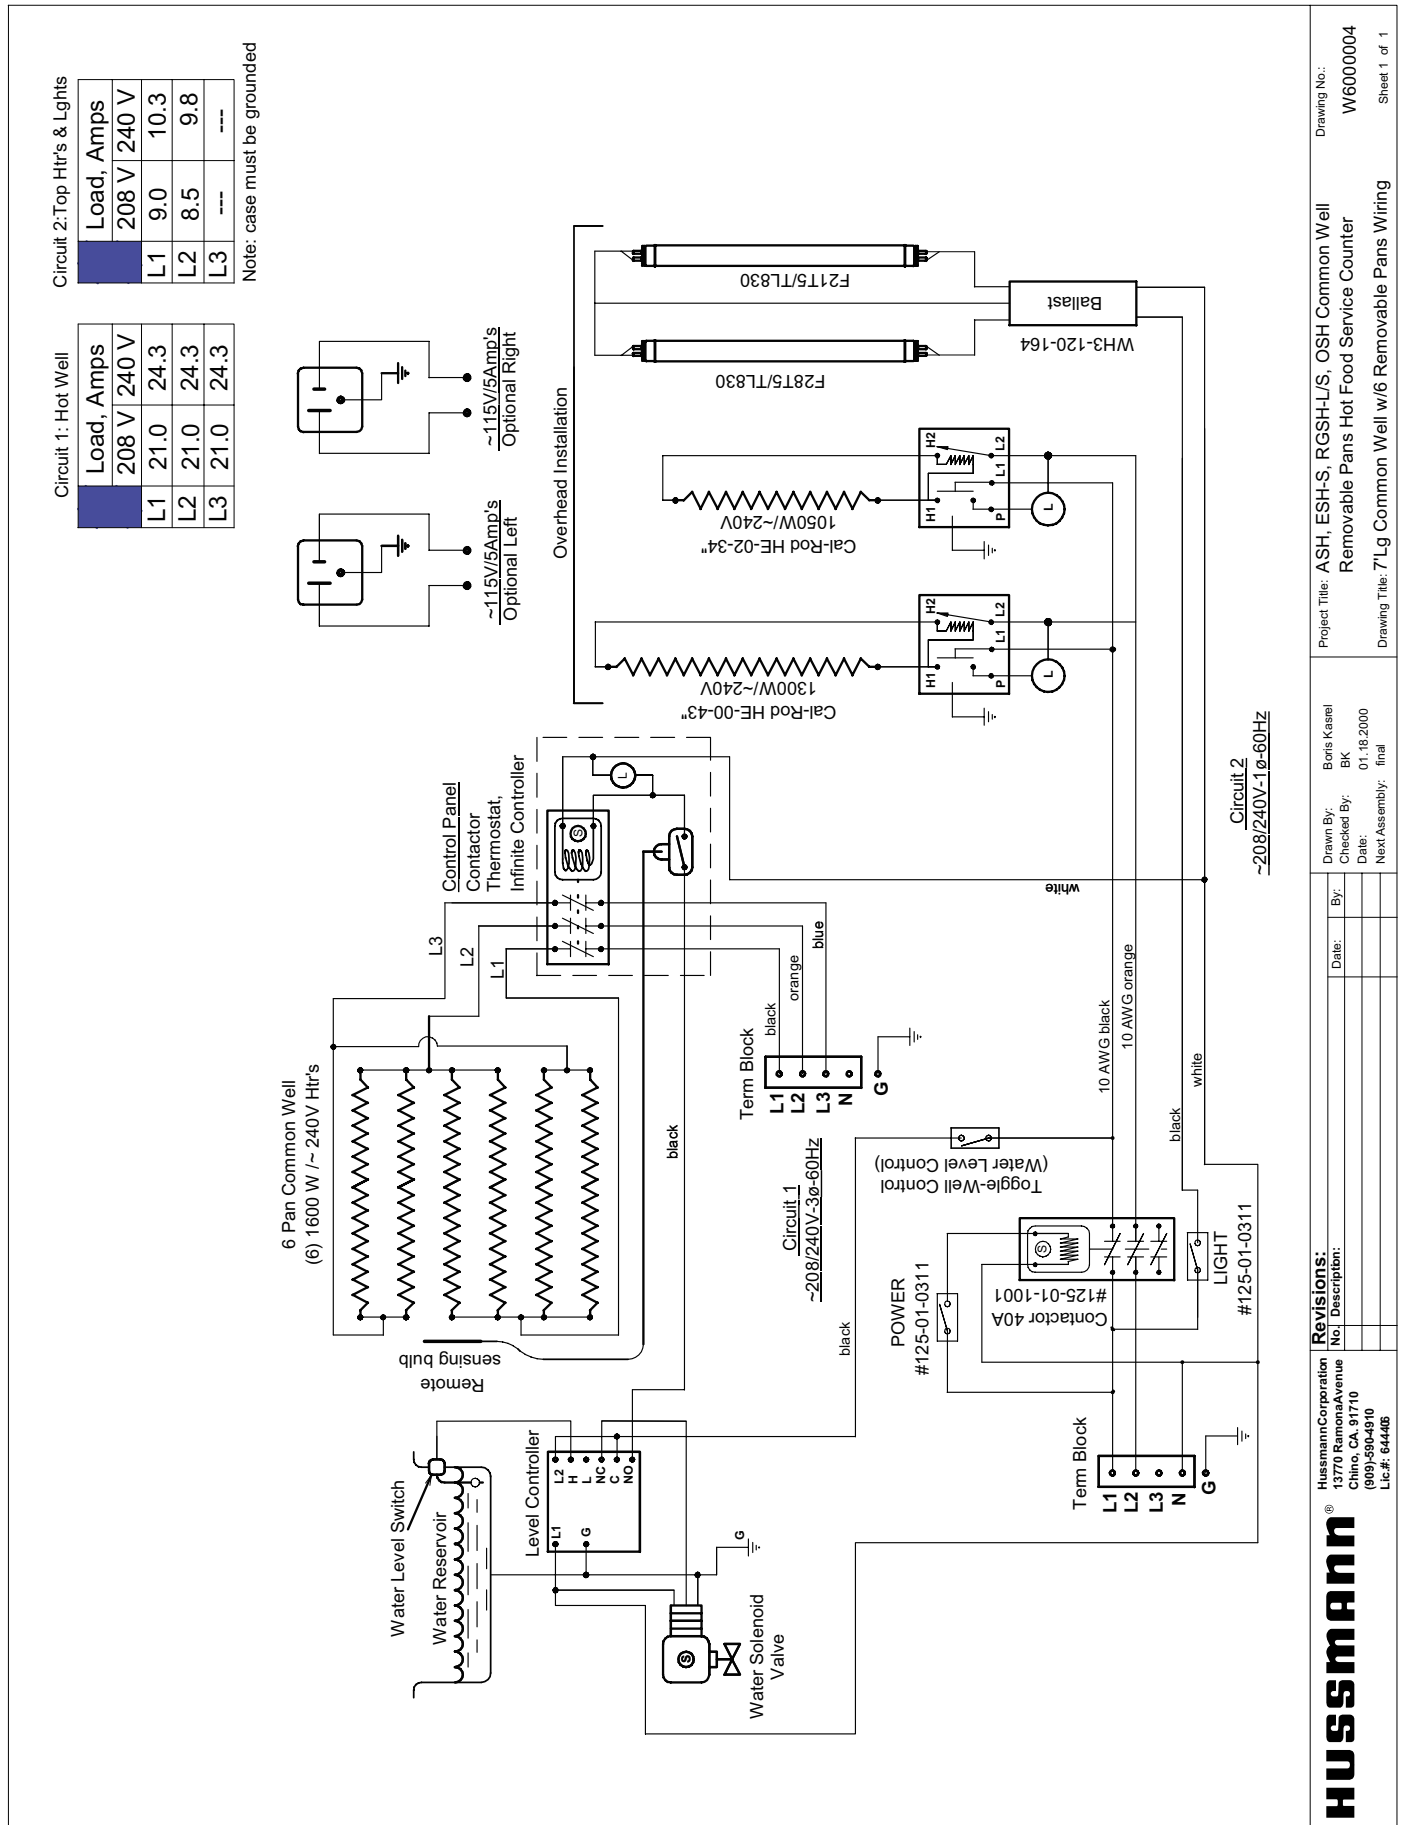 Circuit 1: Hot Well
Load, Amps
208 V 240 V
L1 21.0 24.3
L2 21.0 24.3
L3 21.0 24.3
Circuit 2:Top Htr's & Lghts
Load, Amps
208 V 240 V
L1 9.0 10.3
L2 8.5 9.8
L3 --- ---
Note: case must be grounded
~115V/5Amp's
Optional Left
~115V/5Amp's
Optional Right
6 Pan Common Well
(6) 1600 W /~ 240V Htr's
L3
L2
L1
Control Panel
Contactor
Thermostat,
Infinite Controller
S
L
Overhead Installation
Cal-Rod HE-00-43"
1300W/~240V
Cal-Rod HE-02-34"
1050W/~240V
F28T5/TL830
F21T5/TL830
H1
H2
P
L1
L2
L
H1
H2
P
L1
L2
L
WH3-120-164
Ballast
Remote
sensing bulb
Water Level Switch
Water Reservoir
Level Controller
L1
G
L2
H
L
NC
C
NO
G
S
Water Solenoid
Valve
black
Term Block
L1
L2
L3
N
G
black
orange
blue
Circuit 1
~208/240V-3ø-60Hz
white
black
Toggle-Well Control
(Water Level Control)
POWER
#125-01-0311
S
Contactor 40A
#125-01-1001
LIGHT
#125-01-0311
10 AWG black
10 AWG orange
black
white
Circuit 2
~208/240V-1ø-60Hz
Term Block
L1
L2
L3
N
G
HUSSMANN®
Hussmann Corporation
13770 Ramona Avenue
Chino, CA. 91710
(909)-590-4910
Lic.#: 644406
Revisions:
No. Description: Date: By:
Drawn By: Boris Kasrel
Checked By: BK
Date: 01.18.2000
Next Assembly: final
Project Title: ASH, ESH-S, RGSH-L/S, OSH Common Well
Removable Pans Hot Food Service Counter
Drawing Title: 7'Lg Common Well w/6 Removable Pans Wiring
Drawing No.:
W6000004
Sheet 1 of 1